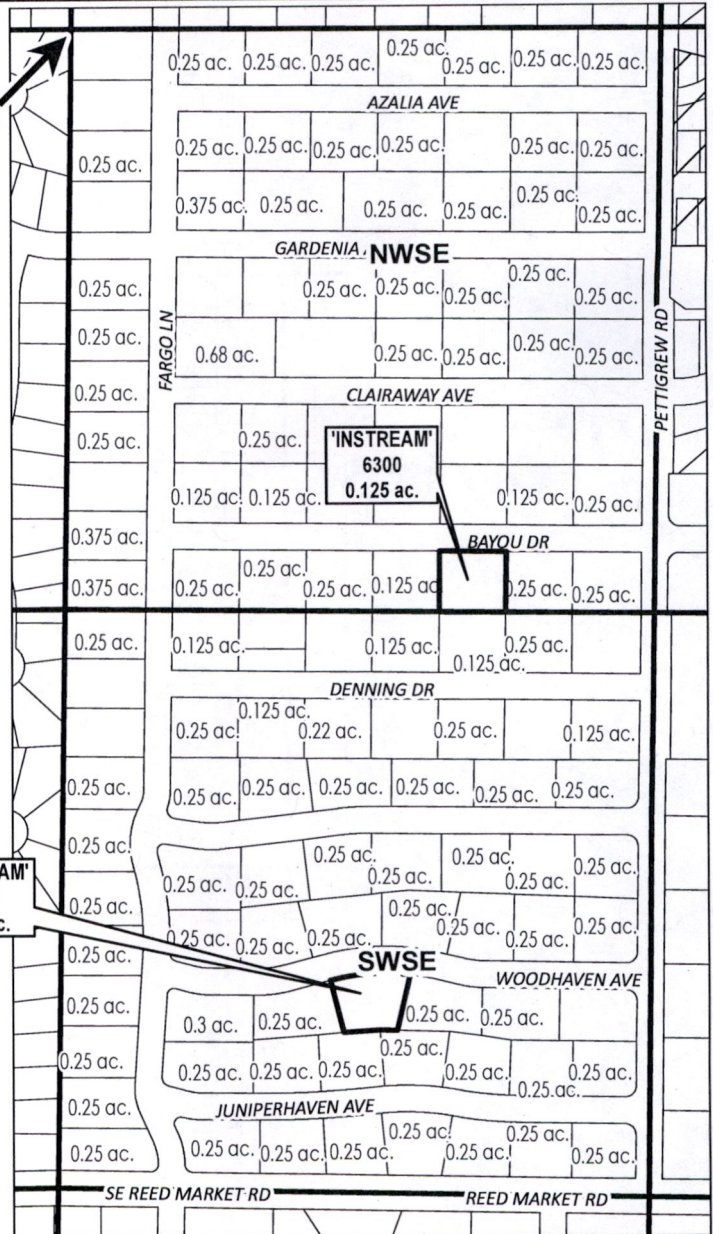 0.25 ac. 0.25 ac. 0.25 ac. 0.25 ac. 0.25 ac. 0.25 ac. 0.25 ac.
AZALIA AVE
0.25 ac. 0.25 ac. 0.25 ac. 0.25 ac. 0.25 ac. 0.25 ac. 0.25 ac.
0.375 ac. 0.25 ac. 0.25 ac. 0.25 ac. 0.25 ac. 0.25 ac.
GARDENIA NWSE
0.25 ac. 0.25 ac. 0.25 ac. 0.25 ac. 0.25 ac. 0.25 ac.
FARGO LN
PETTIGREW RD
0.25 ac. 0.68 ac. 0.25 ac. 0.25 ac. 0.25 ac. 0.25 ac.
0.25 ac. CLAIRAWAY AVE
0.25 ac. 0.25 ac.
'INSTREAM'
6300
0.125 ac.
0.125 ac. 0.125 ac. 0.125 ac. 0.25 ac.
0.375 ac. BAYOU DR
0.375 ac. 0.25 ac. 0.25 ac. 0.25 ac. 0.125 ac 0.25 ac. 0.25 ac.
0.25 ac. 0.125 ac. 0.125 ac. 0.125 ac. 0.25 ac.
DENNING DR
0.25 ac. 0.125 ac. 0.22 ac. 0.25 ac. 0.125 ac.
0.25 ac. 0.25 ac. 0.25 ac. 0.25 ac. 0.25 ac. 0.25 ac. 0.25 ac.
0.25 ac. 0.25 ac. 0.25 ac. 0.25 ac.
0.25 ac. 0.25 ac. 0.25 ac. 0.25 ac.
AM'
c.
0.25 ac. 0.25 ac. 0.25 ac.
0.25 ac. 0.25 ac. 0.25 ac. 0.25 ac. 0.25 ac.
SWSE
WOODHAVEN AVE
0.25 ac. 0.3 ac. 0.25 ac. 0.25 ac. 0.25 ac.
0.25 ac. 0.25 ac. 0.25 ac. 0.25 ac. 0.25 ac. 0.25 ac. 0.25 ac. 0.25 ac.
0.25 ac. JUNIPERHAVEN AVE
0.25 ac. 0.25 ac. 0.25 ac. 0.25 ac. 0.25 ac. 0.25 ac. 0.25 ac. 0.25 ac.
SE REED MARKET RD REED MARKET RD